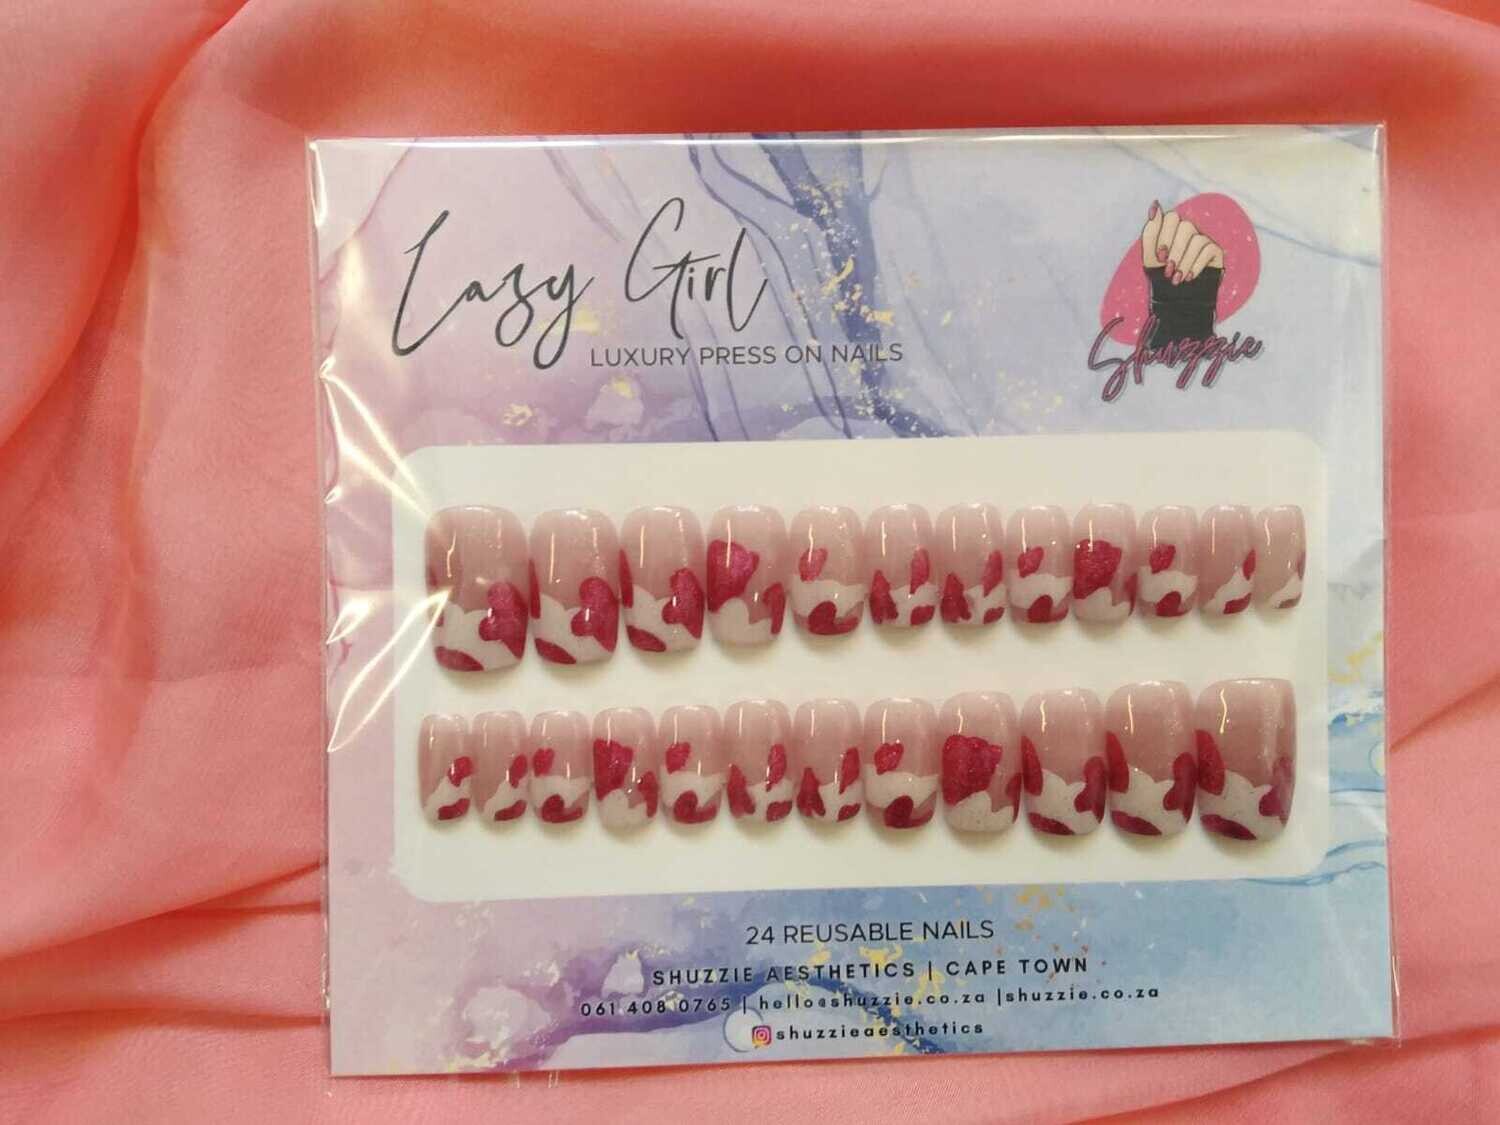 Lazy Girl
LUXURY PRESS ON NAILS
Shuzzie
24 REUSABLE NAILS
SHUZZIE AESTHETICS | CAPE TOWN
061 408 0765 | hello@shuzzie.co.za |shuzzie.co.za
shuzzieaesthetics